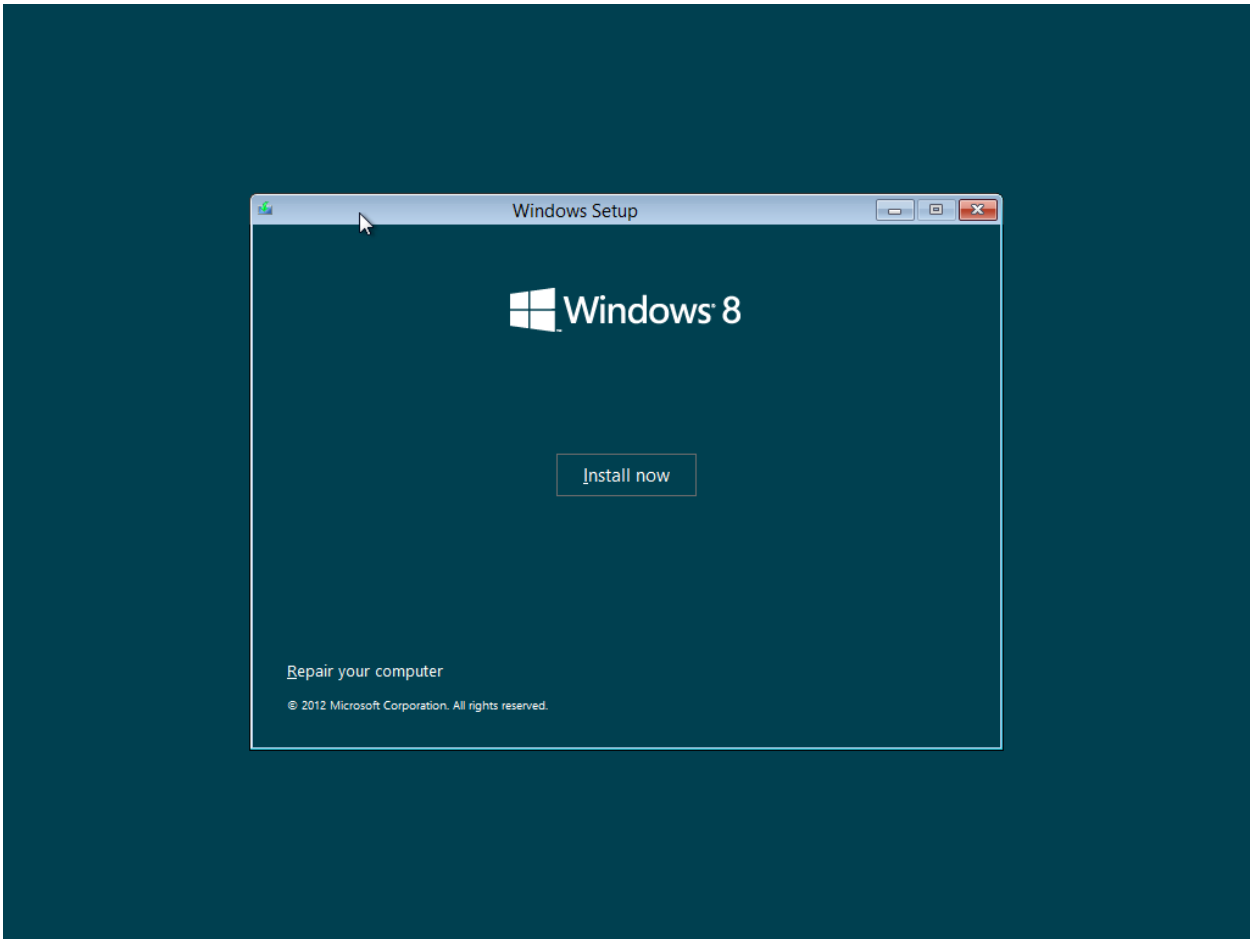 Windows Setup
Windows® 8
Install now
Repair your computer
© 2012 Microsoft Corporation. All rights reserved.